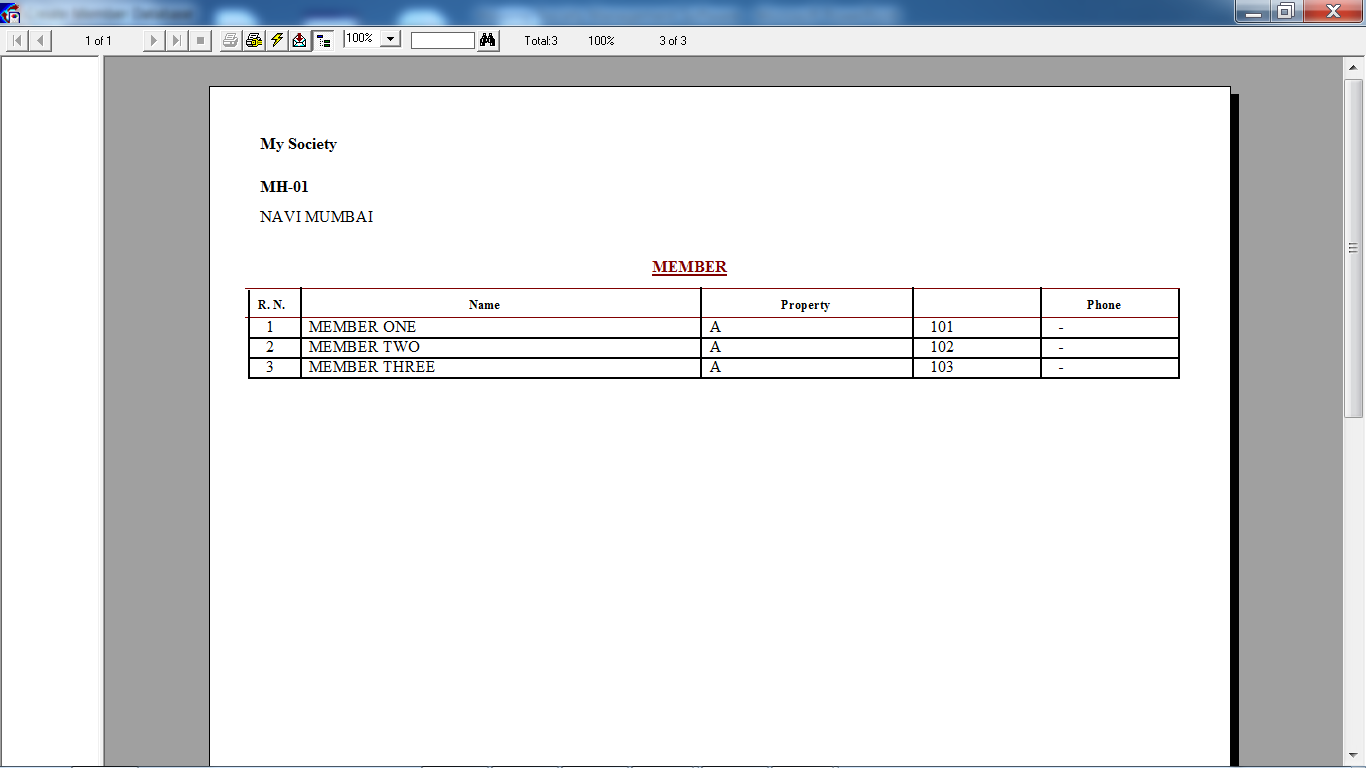 1 of 1 100% Total:3 100% 3 of 3
My Society
MH-01
NAVI MUMBAI
MEMBER
R. N. Name Property Phone
1 MEMBER ONE A 101 -
2 MEMBER TWO A 102 -
3 MEMBER THREE A 103 -